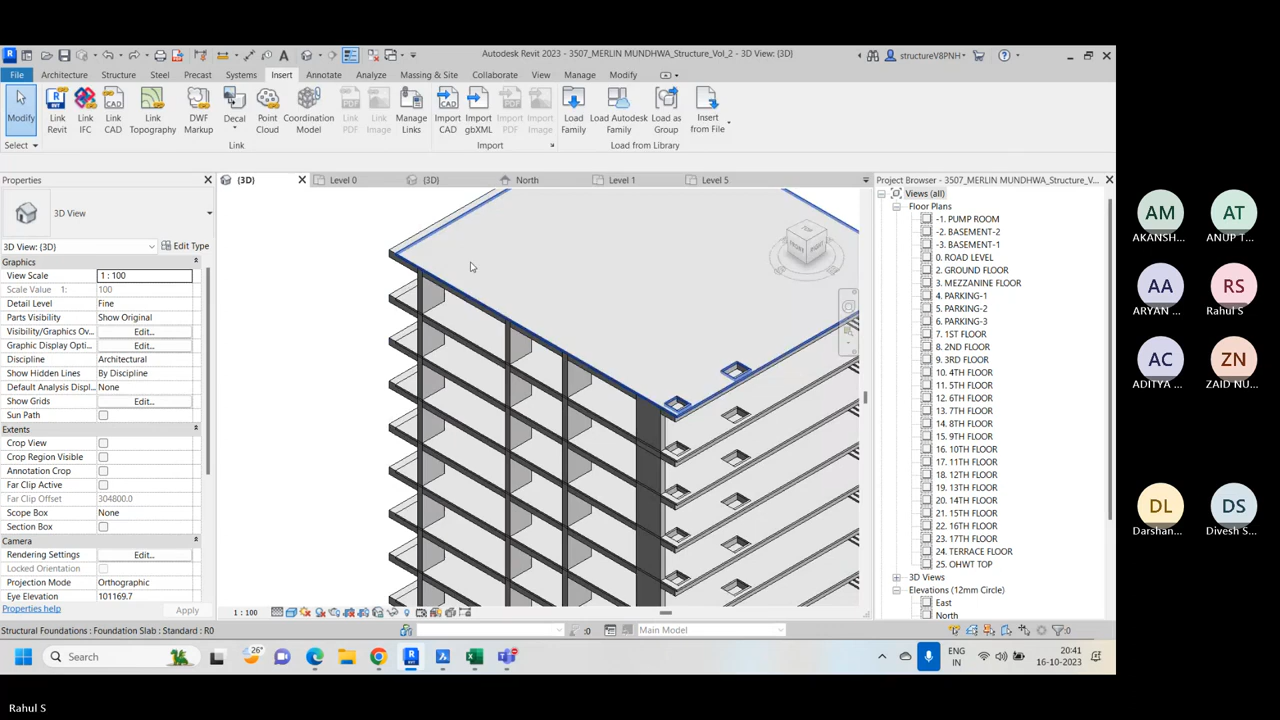 Autodesk Revit 2023 - 3507_MERLIN MUNDHWA_Structure_Vol_2 - 3D View: {3D}
structureV8PNH
File Architecture Structure Steel Precast Systems Insert Annotate Analyze Massing & Site Collaborate View Manage Modify
Modify
Link Revit
Link IFC
Link CAD
Link Topography
DWF Markup
Decal
Point Cloud
Coordination Model
Link PDF
Link Image
Manage Links
Import CAD
Import gbXML
Import PDF
Import Image
Load Family
Load Autodesk Family
Load as Group
Insert from File
Select
Link
Import
Load from Library
Properties
{3D}
Level 0
{3D}
North
Level 1
Level 5
Project Browser - 3507_MERLIN MUNDHWA_Structure_V...
3D View
3D View: {3D}
Edit Type
Graphics
View Scale 1 : 100
Scale Value 1: 100
Detail Level Fine
Parts Visibility Show Original
Visibility/Graphics Ov... Edit...
Graphic Display Opti... Edit...
Discipline Architectural
Show Hidden Lines By Discipline
Default Analysis Displ... None
Show Grids Edit...
Sun Path
Extents
Crop View
Crop Region Visible
Annotation Crop
Far Clip Active
Far Clip Offset 304800.0
Scope Box None
Section Box
Camera
Rendering Settings Edit...
Locked Orientation
Projection Mode Orthographic
Eye Elevation 101169.7
Properties help
Apply
TOP
FRONT
RIGHT
Views (all)
Floor Plans
-1. PUMP ROOM
-2. BASEMENT-2
-3. BASEMENT-1
0. ROAD LEVEL
2. GROUND FLOOR
3. MEZZANINE FLOOR
4. PARKING-1
5. PARKING-2
6. PARKING-3
7. 1ST FLOOR
8. 2ND FLOOR
9. 3RD FLOOR
10. 4TH FLOOR
11. 5TH FLOOR
12. 6TH FLOOR
13. 7TH FLOOR
14. 8TH FLOOR
15. 9TH FLOOR
16. 10TH FLOOR
17. 11TH FLOOR
18. 12TH FLOOR
19. 13TH FLOOR
20. 14TH FLOOR
21. 15TH FLOOR
22. 16TH FLOOR
23. 17TH FLOOR
24. TERRACE FLOOR
25. OHWT TOP
3D Views
Elevations (12mm Circle)
East
North
1 : 100
Structural Foundations : Foundation Slab : Standard : R0
:0
Main Model
:0
Search
26°
ENG
IN
20:41
16-10-2023
AM
AKANSH...
AT
ANUP T...
AA
ARYAN ...
RS
Rahul S
AC
ADITYA ...
ZN
ZAID NU...
DL
Darshan...
DS
Divesh S...
Rahul S